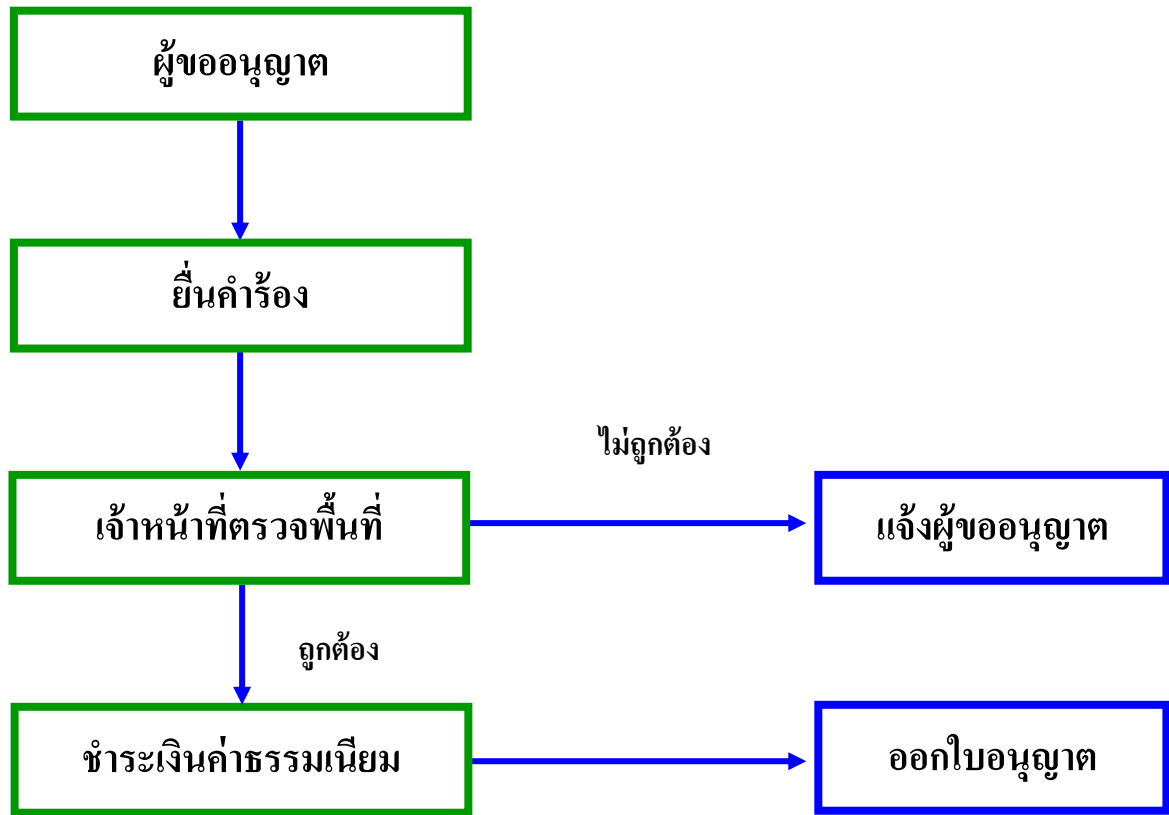 ผู้ขออนุญาต
ยื่นคำร้อง
ไม่ถูกต้อง
เจ้าหน้าที่ตรวจพื้นที่
แจ้งผู้ขออนุญาต
ถูกต้อง
ชำระเงินค่าธรรมเนียม
ออกใบอนุญาต